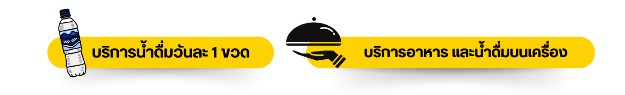 บริการน้ำดื่มวันละ 1 ขวด
บริการอาหาร และน้ำดื่มบนเครื่อง